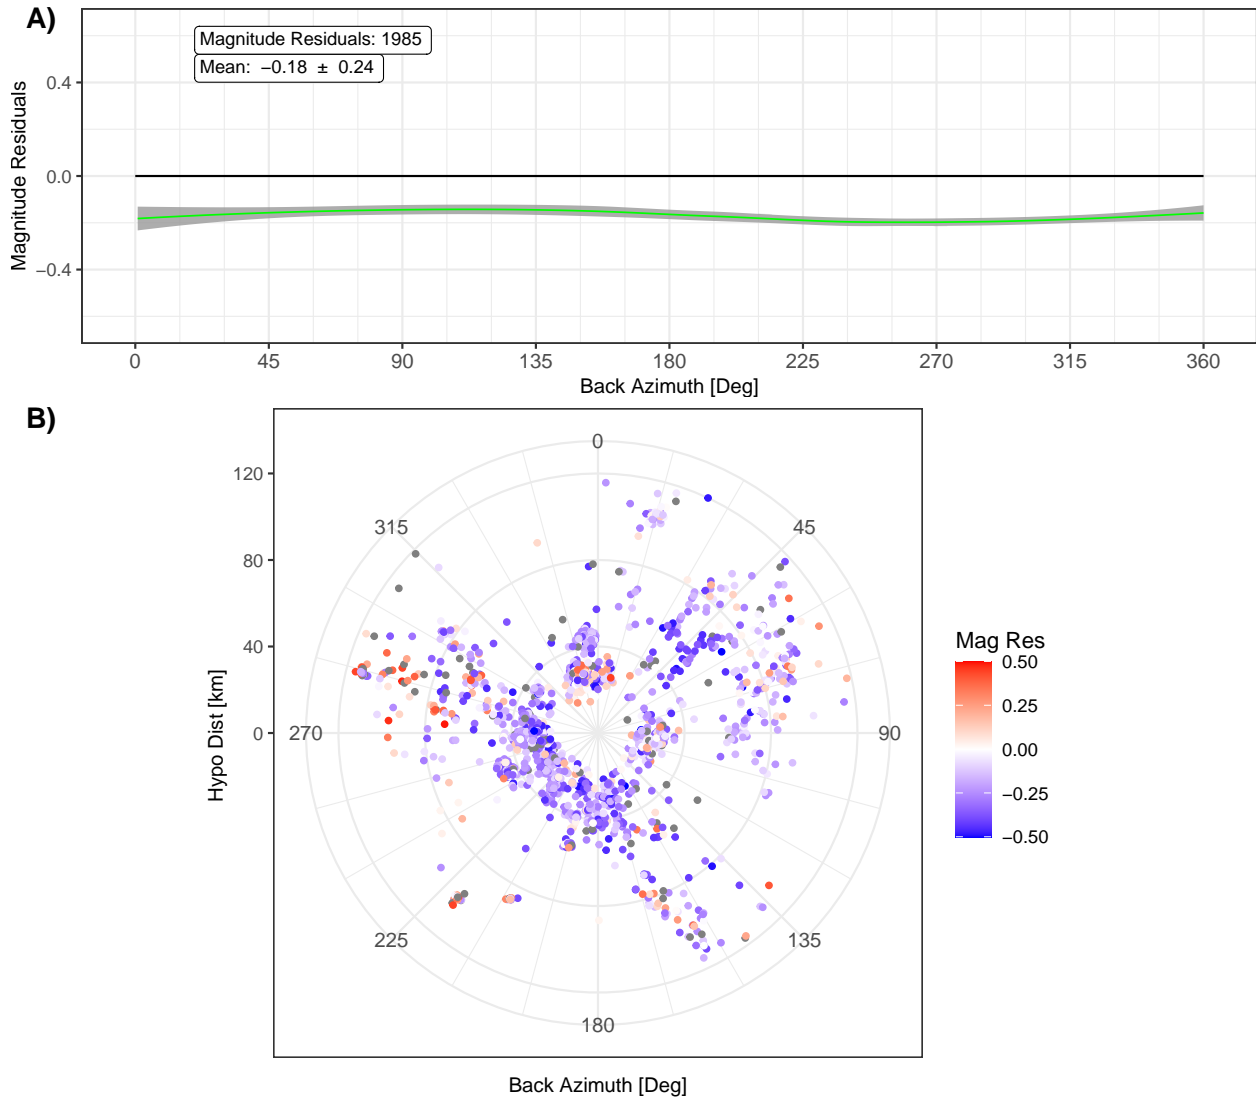 A)
Magnitude Residuals: 1985
Mean:  −0.18  ±  0.24
Magnitude Residuals
0.4
0.0
−0.4
0 45 90 135 180 225 270 315 360
Back Azimuth [Deg]
B)
Hypo Dist [km]
120
80
40
0
0
45
90
135
180
225
270
315
Back Azimuth [Deg]
Mag Res
0.50
0.25
0.00
−0.25
−0.50